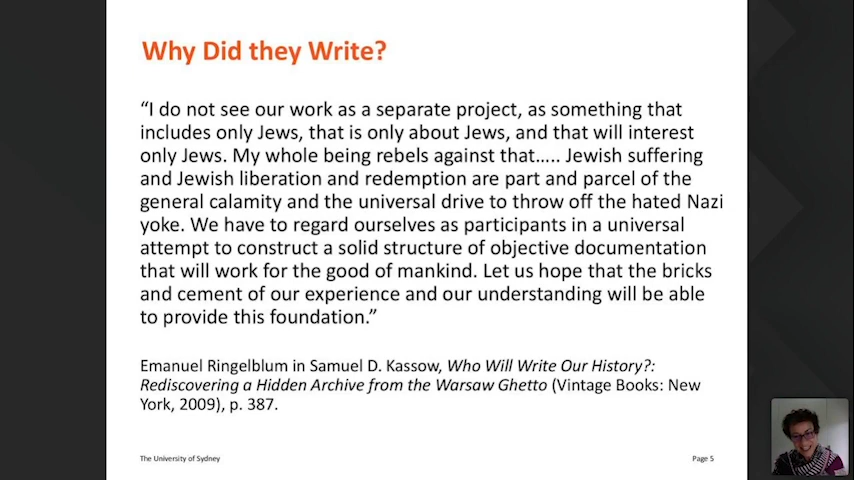 Why Did they Write?
“I do not see our work as a separate project, as something that
includes only Jews, that is only about Jews, and that will interest
only Jews. My whole being rebels against that….. Jewish suffering
and Jewish liberation and redemption are part and parcel of the
general calamity and the universal drive to throw off the hated Nazi
yoke. We have to regard ourselves as participants in a universal
attempt to construct a solid structure of objective documentation
that will work for the good of mankind. Let us hope that the bricks
and cement of our experience and our understanding will be able
to provide this foundation.”
Emanuel Ringelblum in Samuel D. Kassow, Who Will Write Our History?:
Rediscovering a Hidden Archive from the Warsaw Ghetto (Vintage Books: New
York, 2009), p. 387.
The University of Sydney
Page 5